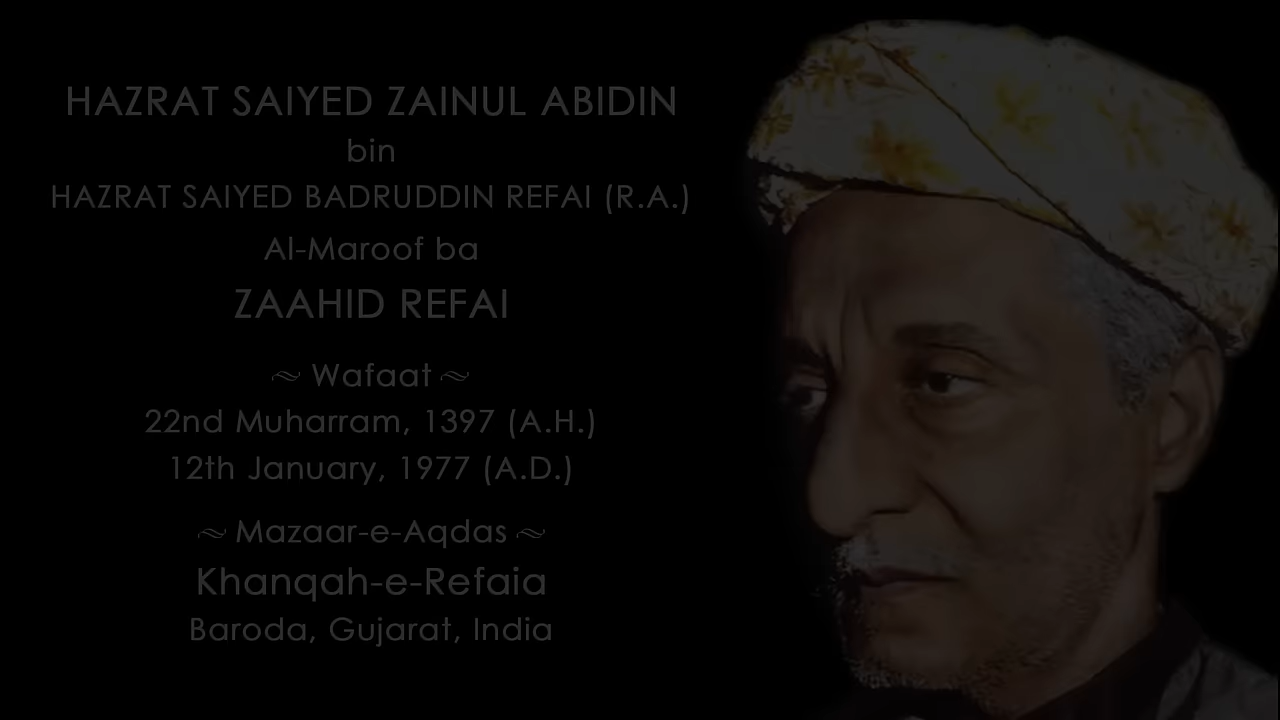 HAZRAT SAIYED ZAINUL ABIDIN
bin
HAZRAT SAIYED BADRUDDIN REFAI (R.A.)
Al-Maroof ba
ZAAHID REFAI
~ Wafaat ~
22nd Muharram, 1397 (A.H.)
12th January, 1977 (A.D.)
~ Mazaar-e-Aqdas ~
Khanqah-e-Refaia
Baroda, Gujarat, India